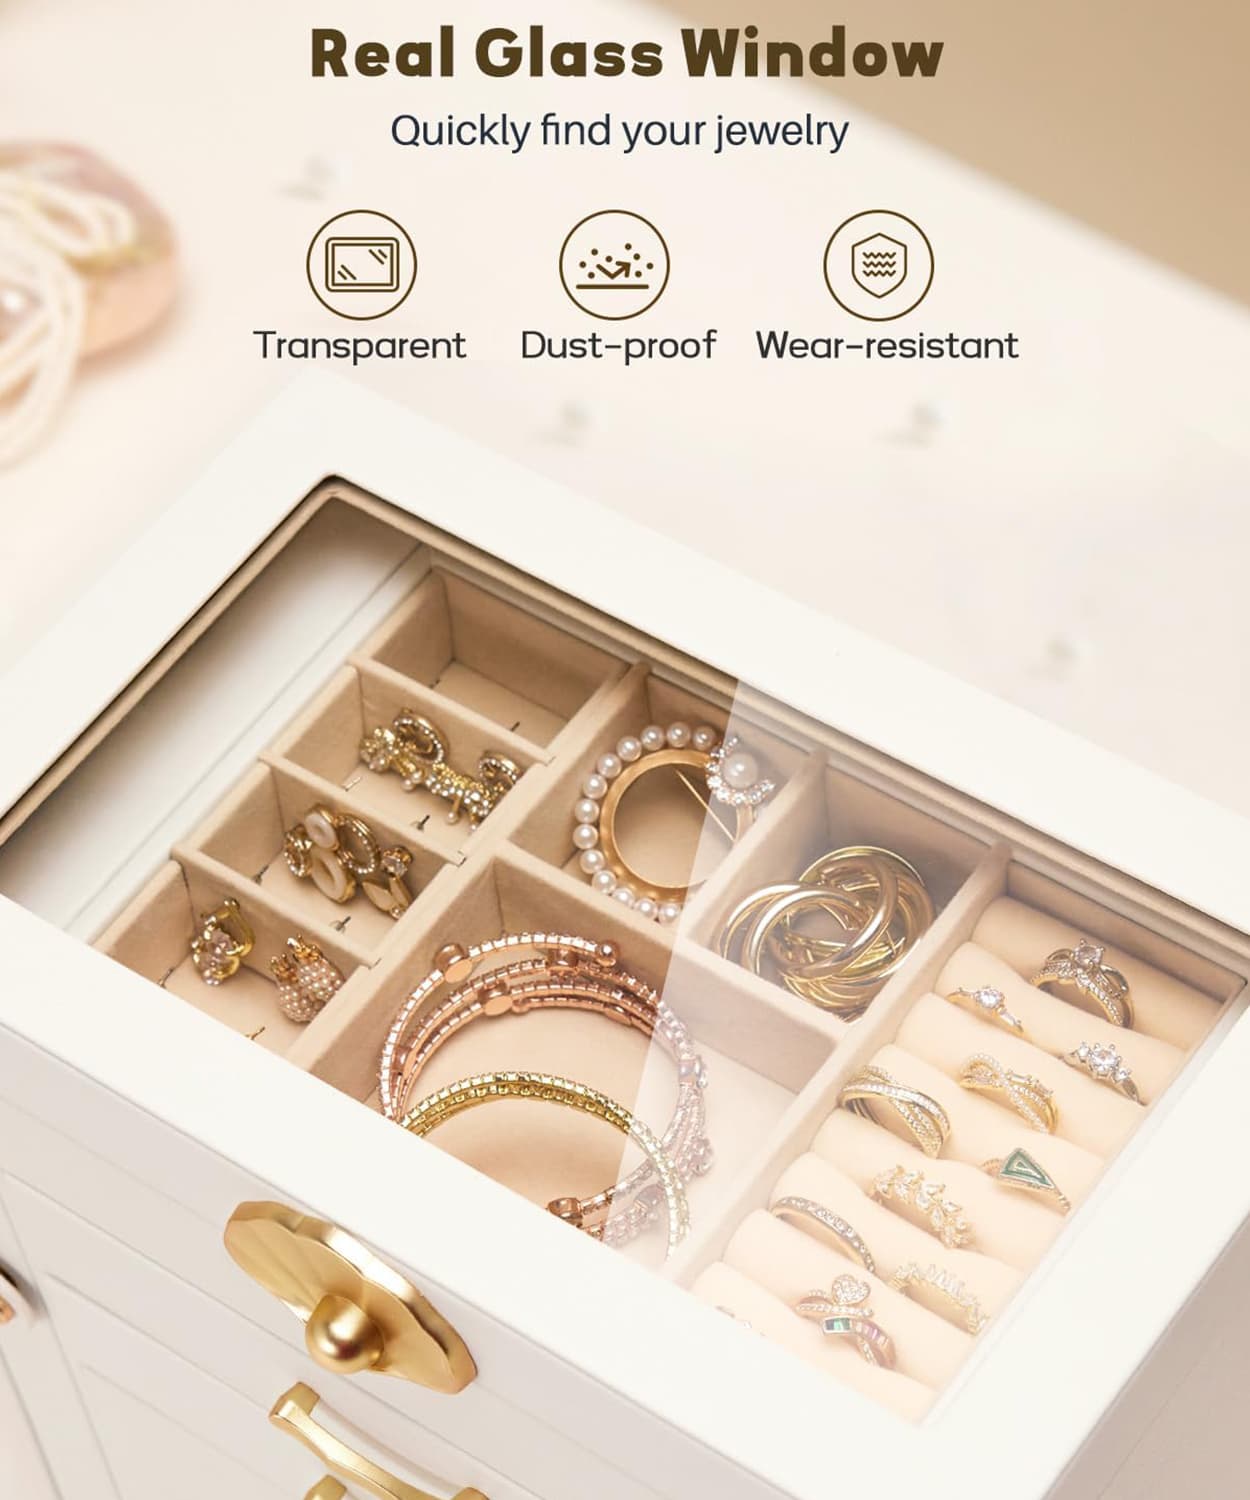 Real Glass Window
Quickly find your jewelry
Transparent
Dust-proof
Wear-resistant